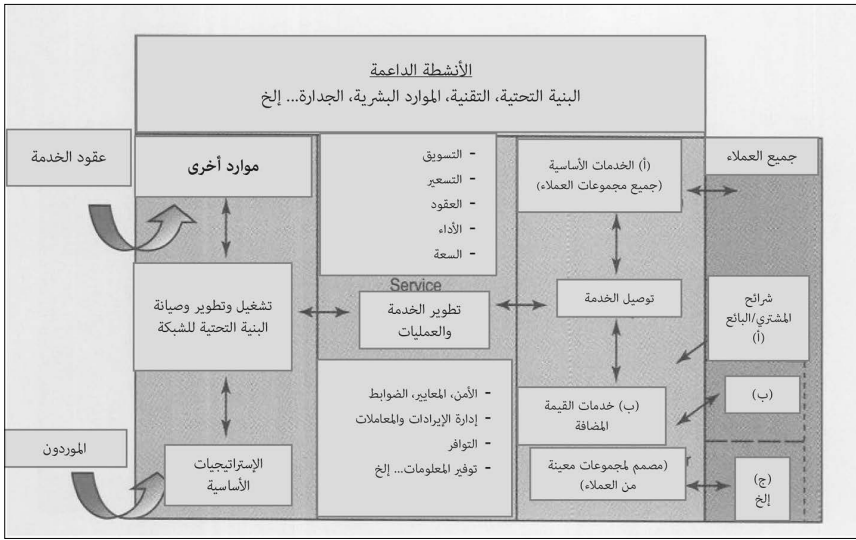 الأنشطة الداعمة
البنية التحتية، التقنية، الموارد البشرية، الجدارة... إلخ
عقود الخدمة
موارد أخرى
- التسويق
- التسعير
- العقود
- الأداء
- السعة
(أ) الخدمات الأساسية
(جميع مجموعات العملاء)
جميع العملاء
تشغيل وتطوير وصيانة
البنية التحتية للشبكة
Service
تطوير الخدمة
والعمليات
توصيل الخدمة
شرائح
المشتري/البائع
(أ)
- الأمن، المعايير، الضوابط
- إدارة الإيرادات والمعاملات
- التوافر
- توفير المعلومات... إلخ
(ب) خدمات القيمة
المضافة
(ب)
الموردون
الإستراتيجيات
الأساسية
(مصمم لمجموعات معينة
من العملاء)
(ج)
إلخ